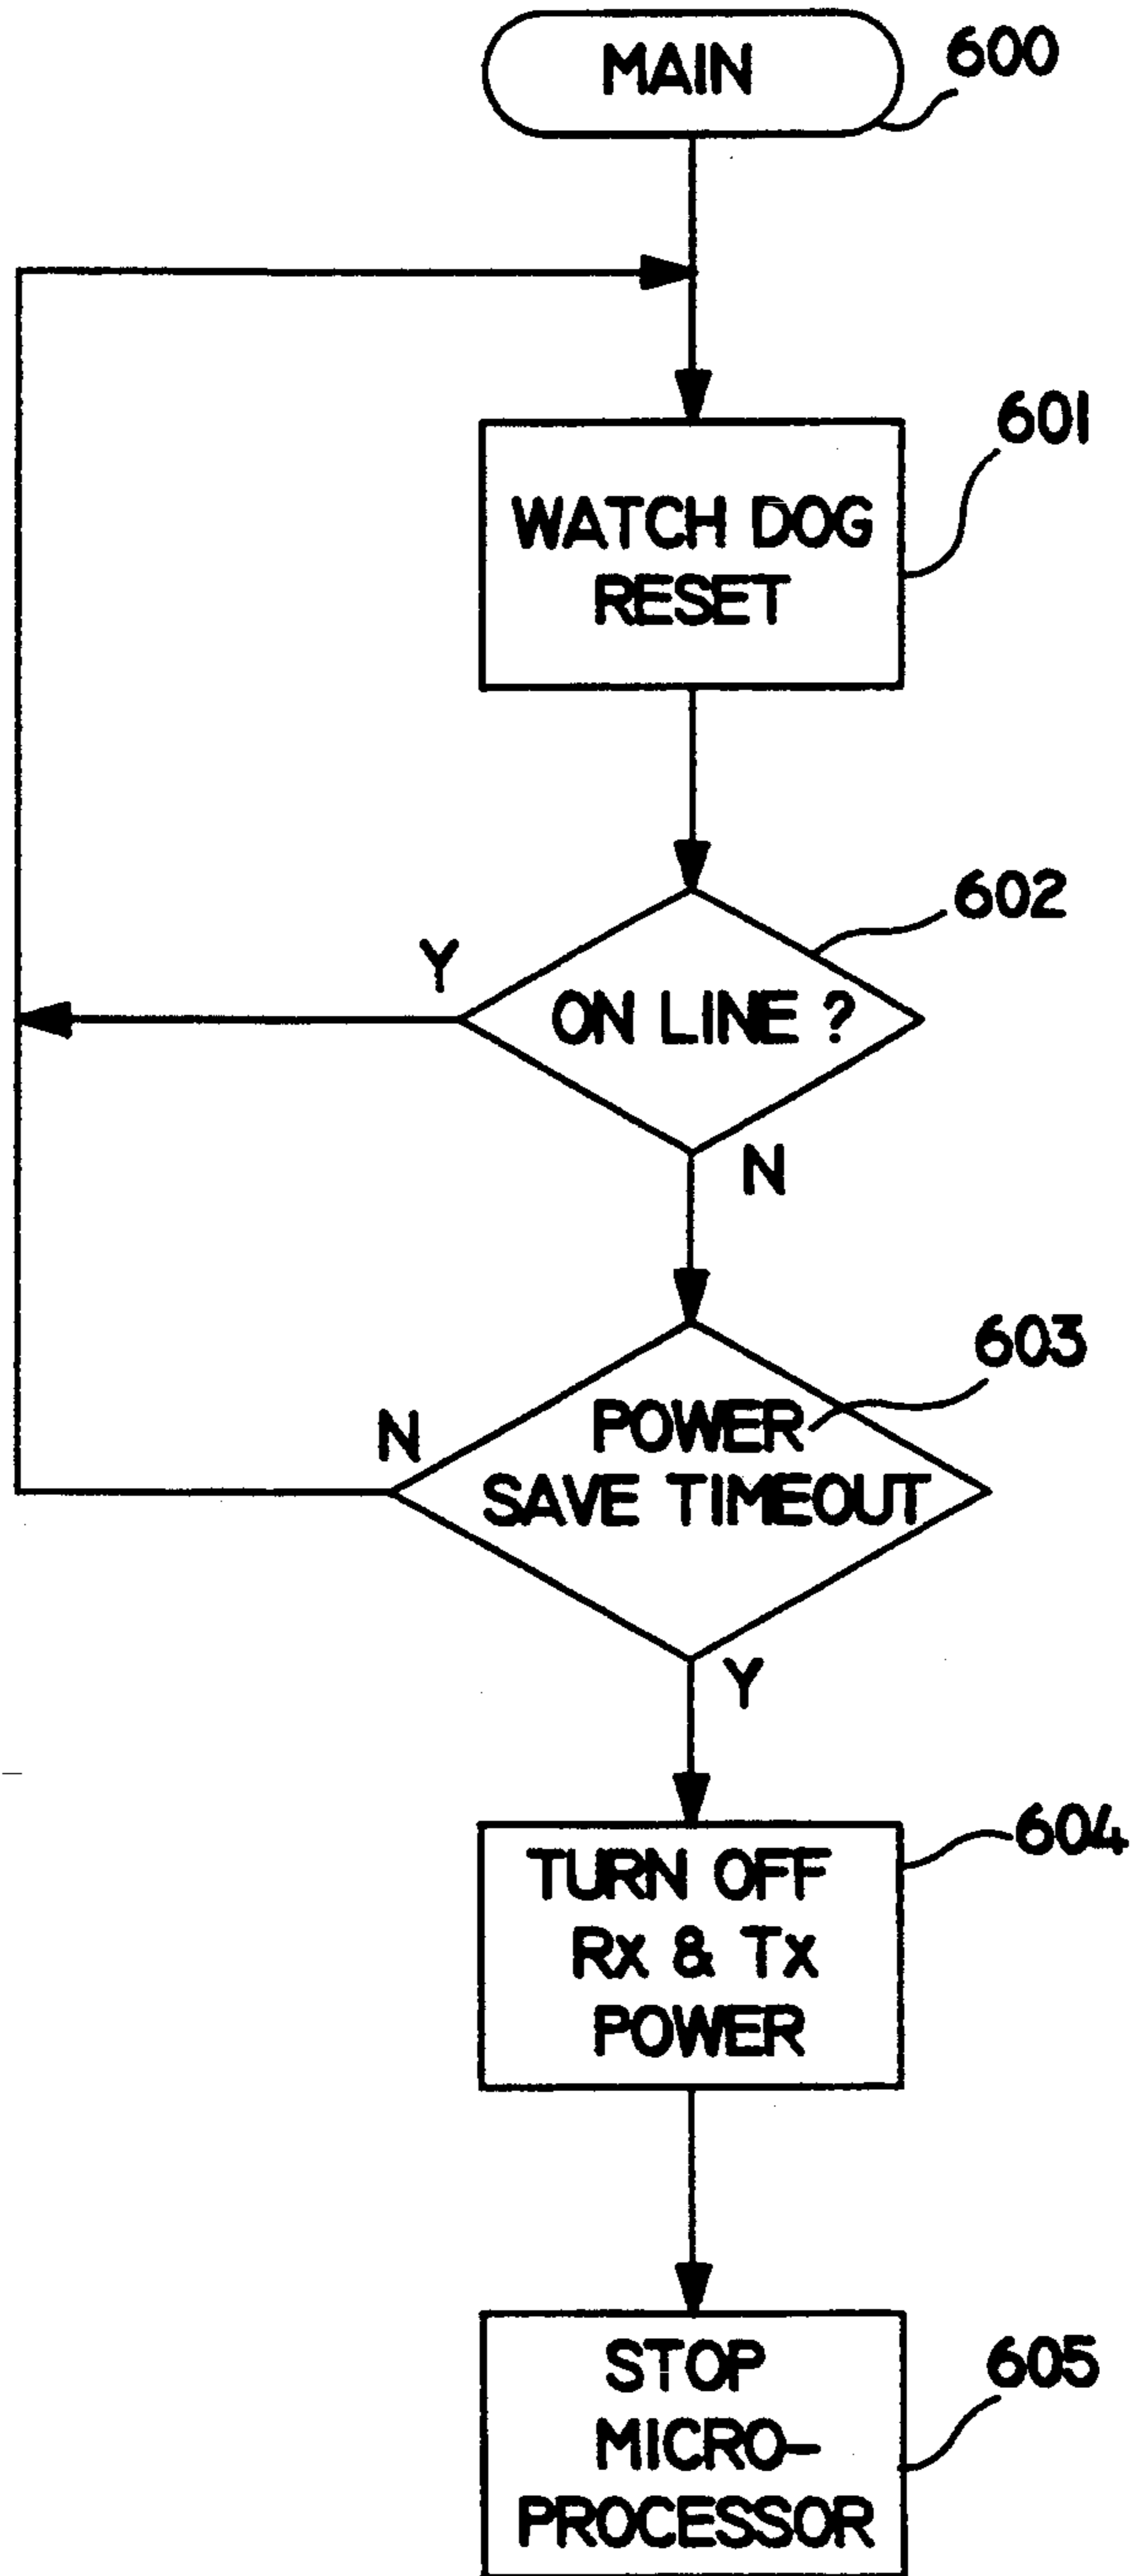 MAIN
600
601
WATCH DOG
RESET
602
Y
ON LINE ?
N
603
POWER
N
SAVE TIMEOUT
Y
604
TURN OFF
Rx & Tx
POWER
605
STOP
MICRO-
PROCESSOR